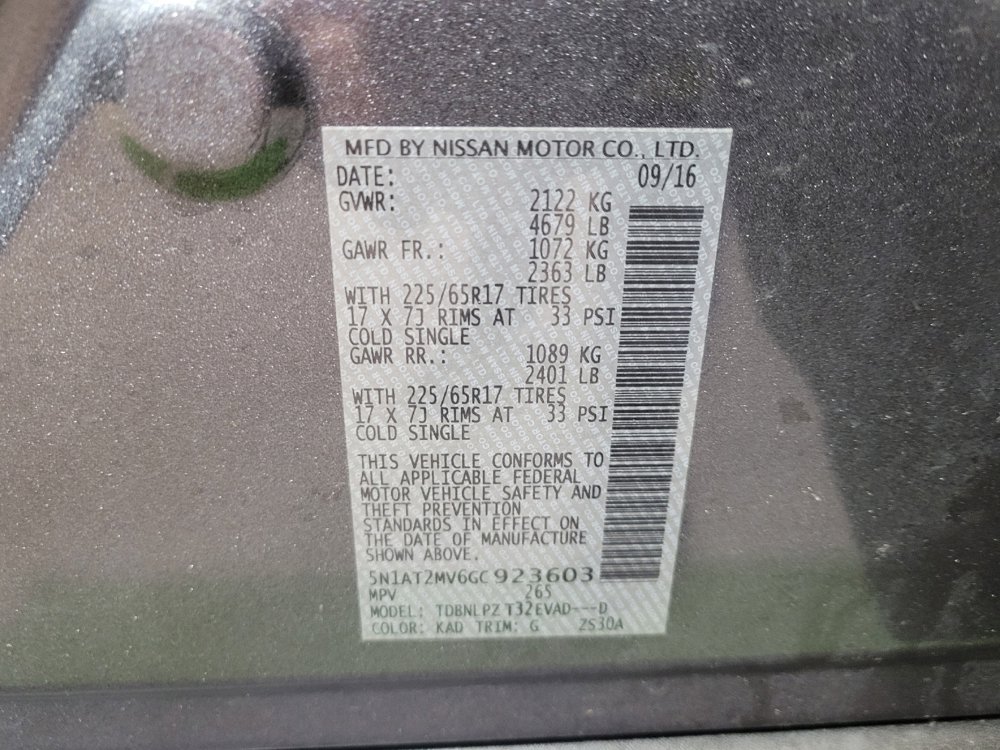 MFD BY NISSAN MOTOR CO., LTD.
DATE: 09/16
GVWR: 2122 KG
4679 LB
GAWR FR.: 1072 KG
2363 LB
WITH 225/65R17 TIRES
17 X 7J RIMS AT 33 PSI
COLD SINGLE
GAWR RR.: 1089 KG
2401 LB
WITH 225/65R17 TIRES
17 X 7J RIMS AT 33 PSI
COLD SINGLE
THIS VEHICLE CONFORMS TO
ALL APPLICABLE FEDERAL
MOTOR VEHICLE SAFETY AND
THEFT PREVENTION
STANDARDS IN EFFECT ON
THE DATE OF MANUFACTURE
SHOWN ABOVE.
5N1AT2MV6GC923603
MPV 265
MODEL: TDBNLPZ T32EVAD---D
COLOR: KAD TRIM: G 2S30A